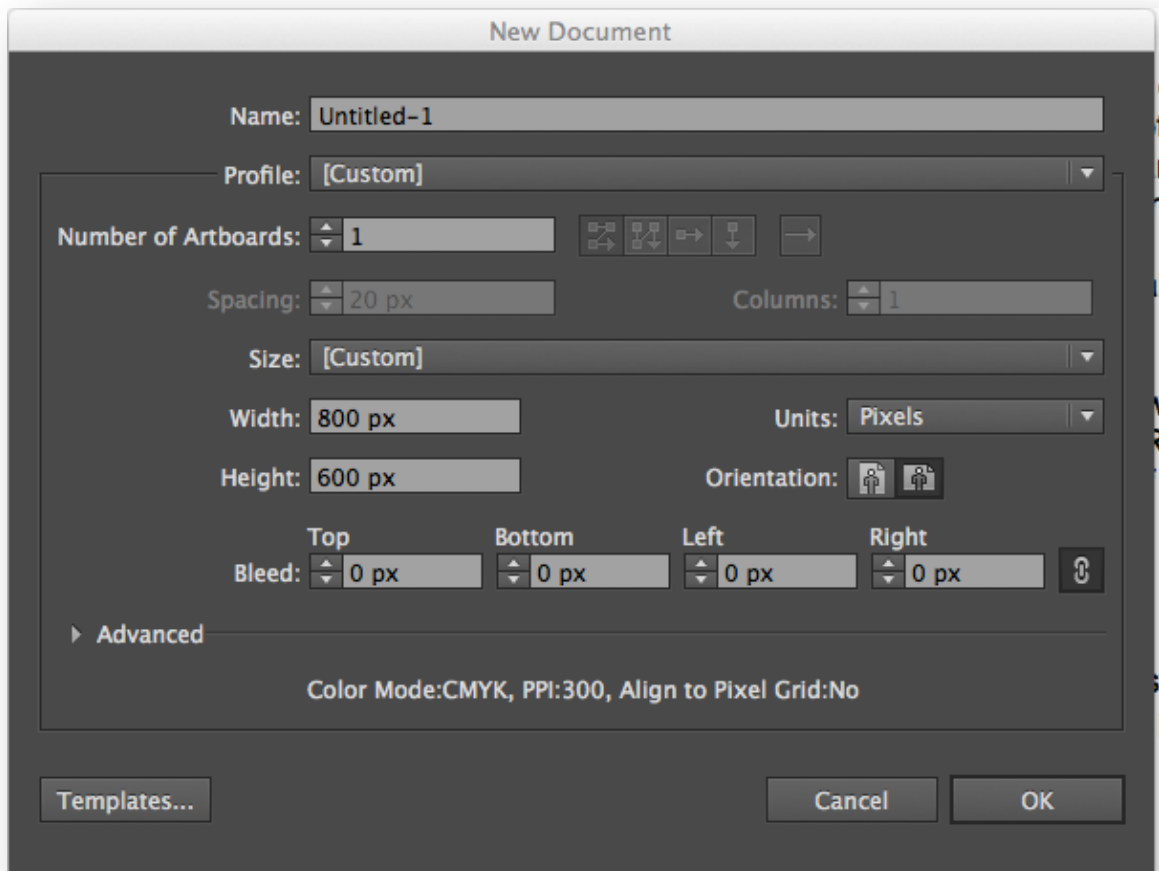 New Document
Name: Untitled-1
Profile: [Custom]
Number of Artboards: 1
Spacing: 20 px Columns: 1
Size: [Custom]
Width: 800 px Units: Pixels
Height: 600 px Orientation:
Top Bottom Left Right
Bleed: 0 px 0 px 0 px 0 px
Advanced
Color Mode:CMYK, PPI:300, Align to Pixel Grid:No
Templates... Cancel OK